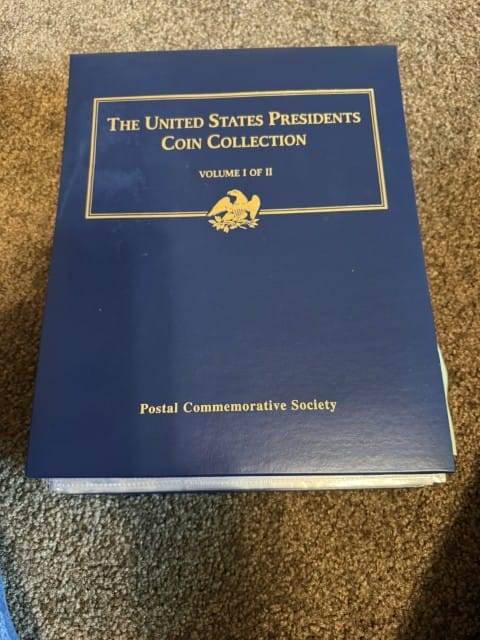 The United States Presidents
Coin Collection
VOLUME I OF II
Postal Commemorative Society